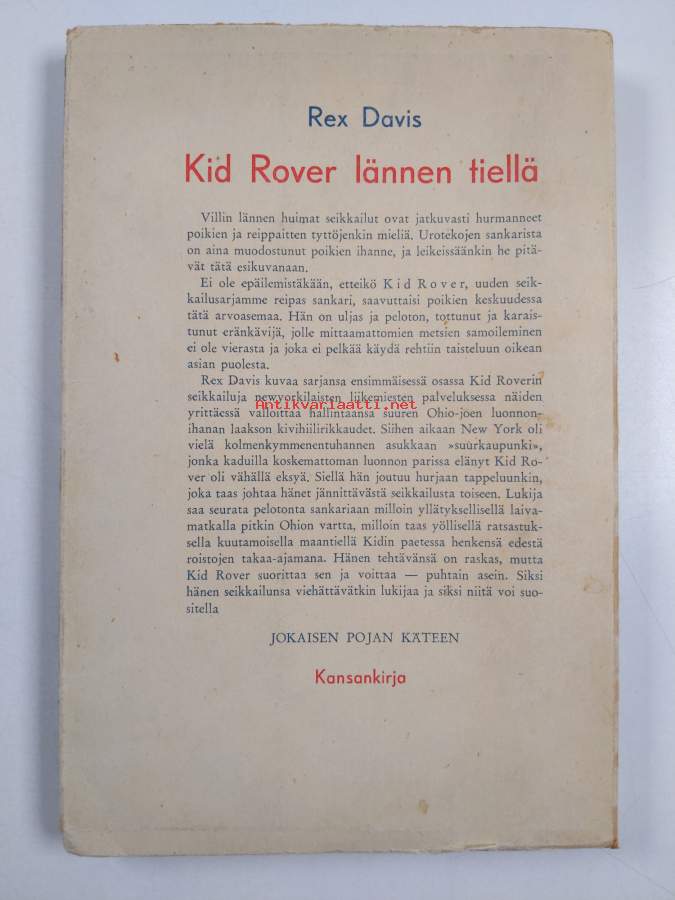 Rex Davis
Kid Rover lännen tiellä
Villin lännen huimat seikkailut ovat jatkuvasti hurmanneet
poikien ja reippaitten tyttöjenkin mieliä. Urotekojen sankarista
on aina muodostunut poikien ihanne, ja leikeissäänkin he pitä-
vät tätä esikuvanaan.
Ei ole epäilemistäkään, etteikö Kid Rover, uuden seik-
kailusarjamme reipas sankari, saavuttaisi poikien keskuudessa
tätä arvoasemaa. Hän on uljas ja peloton, tottunut ja karais-
tunut eränkävijä, jolle mittaamattomien metsien samoileminen
ei ole vierasta ja joka ei pelkää käydä rehtiin taisteluun oikean
asian puolesta.
Rex Davis kuvaa sarjansa ensimmäisessä osassa Kid Roverin
seikkailuja newyorkilaisten liikemiesten palveluksessa näiden
yrittäessä valloittaa hallintaansa suuren Ohio-joen luonnon-
Antikvariaatti.net
ihanan laakson kivihiilirikkaudet. Siihen aikaan New York oli
vielä kolmenkymmenentuhannen asukkaan »suurkaupunki»,
jonka kaduilla koskemattoman luonnon parissa elänyt Kid Ro-
ver oli vähällä eksyä. Siellä hän joutuu hurjaan tappeluunkin,
joka taas johtaa hänet jännittävästä seikkailusta toiseen. Lukija
saa seurata pelotonta sankariaan milloin yllätyksellisellä laiva-
matkalla pitkin Ohion vartta, milloin taas yöllisellä ratsastuk-
sella kuutamoisella maantiellä Kidin paetessa henkensä edestä
roistojen takaa-ajamana. Hänen tehtävänsä on raskas, mutta
Kid Rover suorittaa sen ja voittaa — puhtain asein. Siksi
hänen seikkailunsa viehättävätkin lukijaa ja siksi niitä voi suo-
sitella
JOKAISEN POJAN KÄTEEN
Kansankirja